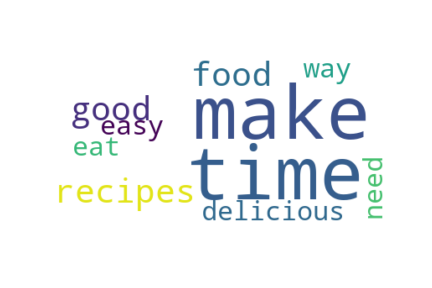 food way
good make
easy
eat time
recipes need
delicious